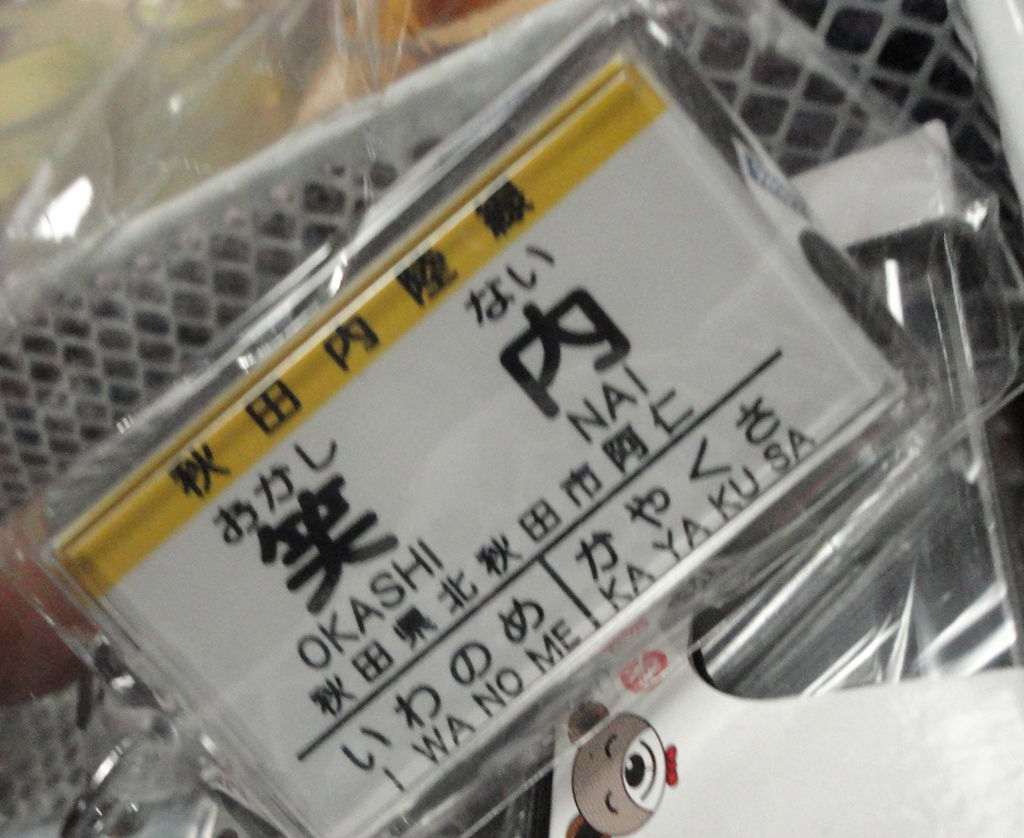 秋田内陸線
おかし ない
笑 内
OKASHI NAI
秋田県北秋田市阿仁
いわのめ かやくさ
I WA NO ME KA YA KU SA